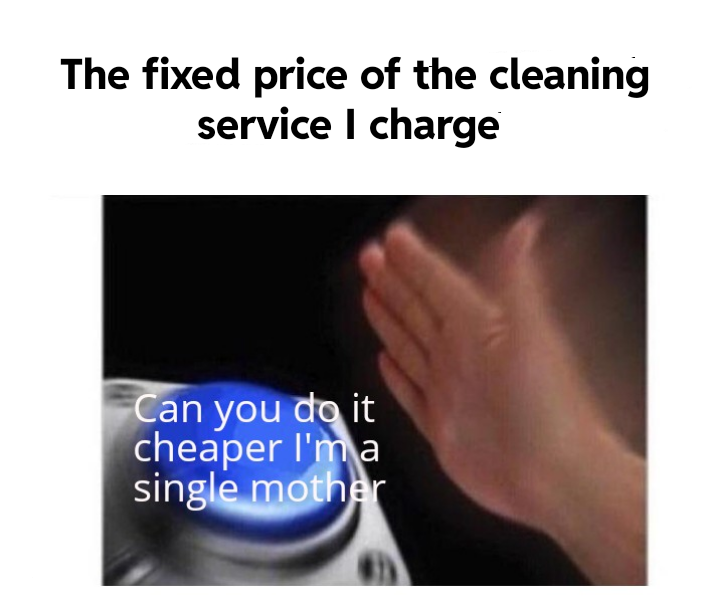 The fixed price of the cleaning
service I charge
Can you do it
cheaper I'm a
single mother